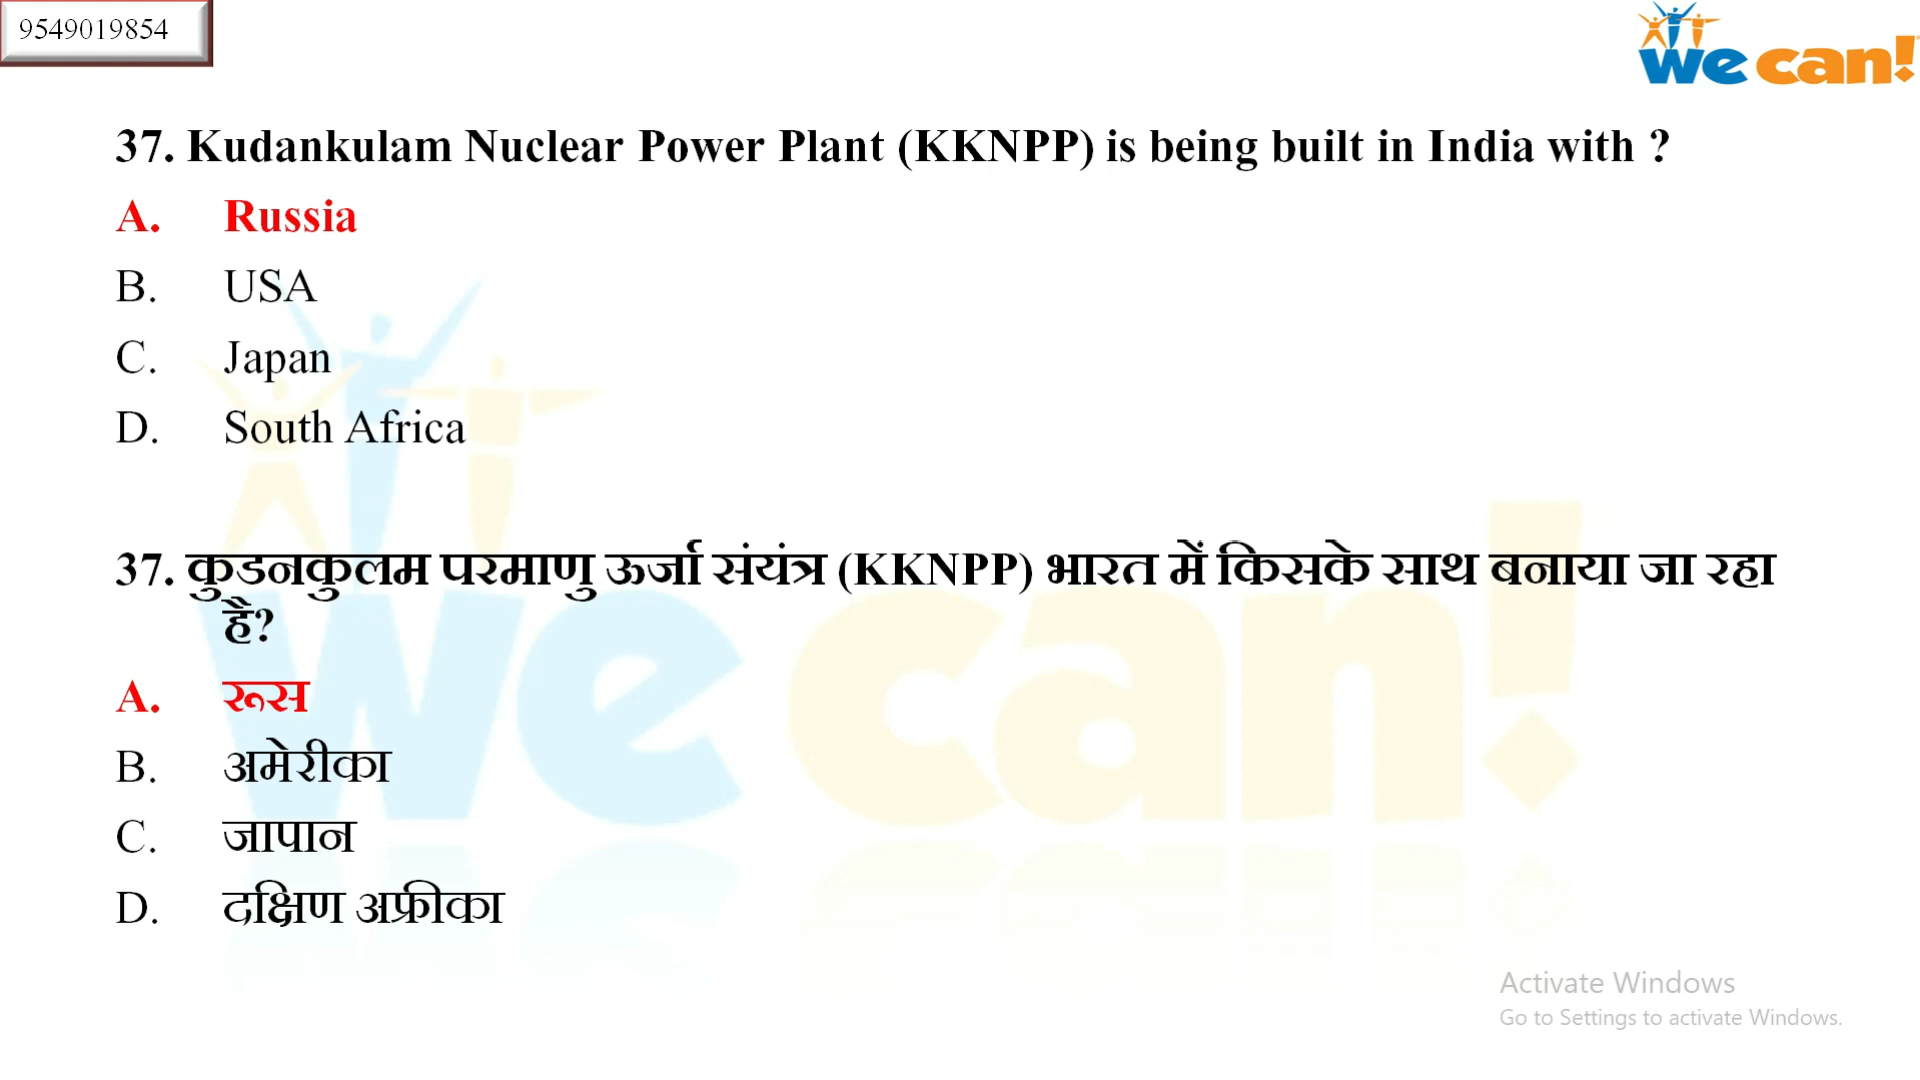 9549019854
We can!
37. Kudankulam Nuclear Power Plant (KKNPP) is being built in India with ?
A. Russia
B. USA
C. Japan
D. South Africa
37. कुडनकुलम परमाणु ऊर्जा संयंत्र (KKNPP) भारत में किसके साथ बनाया जा रहा
है?
A. रूस
B. अमेरीका
C. जापान
D. दक्षिण अफ्रीका
we can!
Activate Windows
Go to Settings to activate Windows.